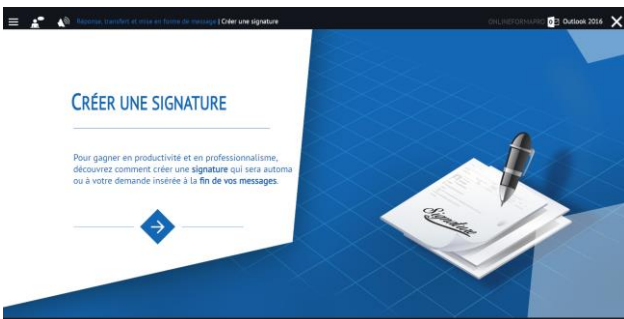 Réponse, transfert et mise en forme de message | Créer une signature
ONLINEFORMAPRO Outlook 2016
CRÉER UNE SIGNATURE
Pour gagner en productivité et en professionnalisme,
découvrez comment créer une signature qui sera automa
ou à votre demande insérée à la fin de vos messages.
Signature